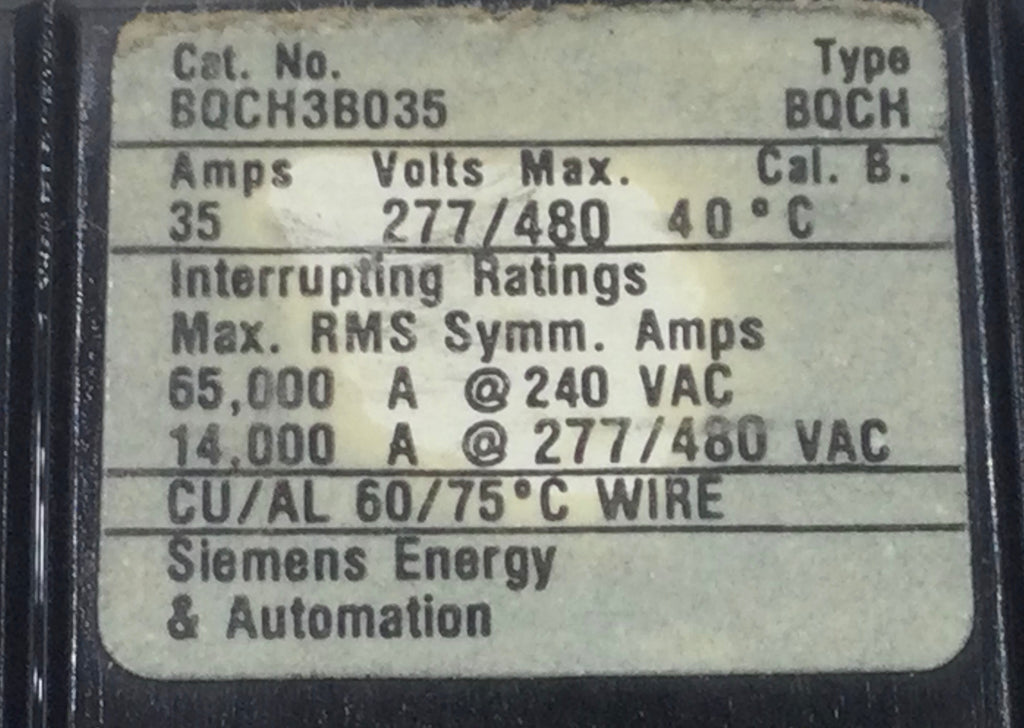 Cat. No. Type
BQCH3B035 BQCH
Amps Volts Max. Cal. B.
35 277/480 40°C
Interrupting Ratings
Max. RMS Symm. Amps
65,000 A @ 240 VAC
14,000 A @ 277/480 VAC
CU/AL 60/75°C WIRE
Siemens Energy
& Automation